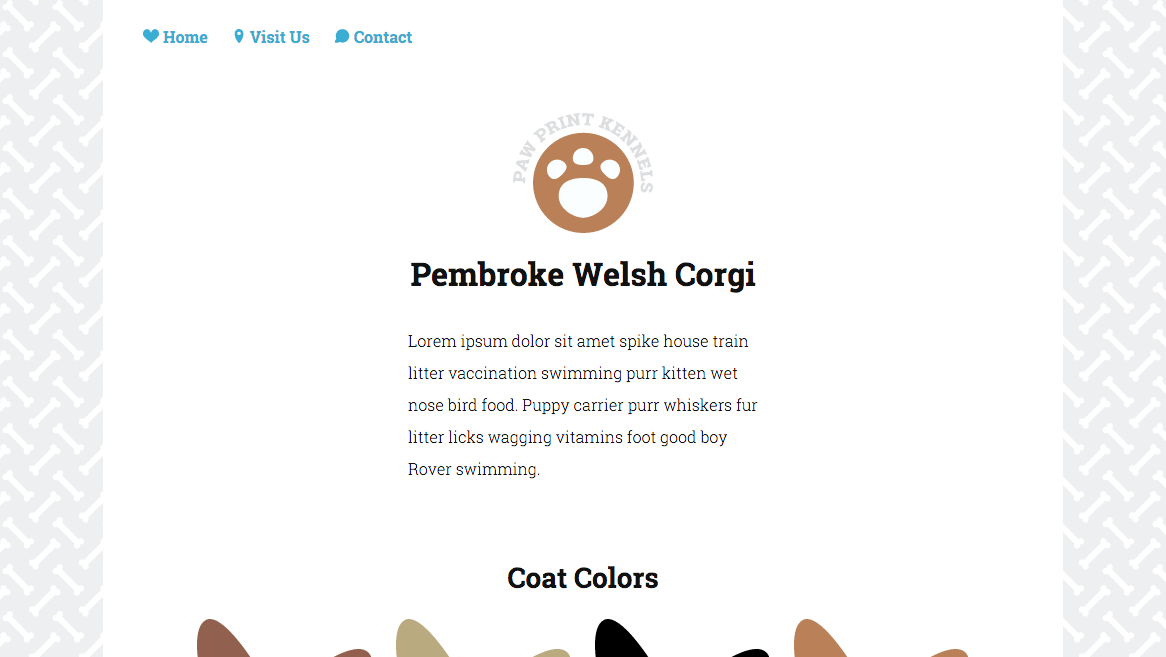 Home Visit Us Contact
PAW PRINT KENNELS
Pembroke Welsh Corgi
Lorem ipsum dolor sit amet spike house train
litter vaccination swimming purr kitten wet
nose bird food. Puppy carrier purr whiskers fur
litter licks wagging vitamins foot good boy
Rover swimming.
Coat Colors